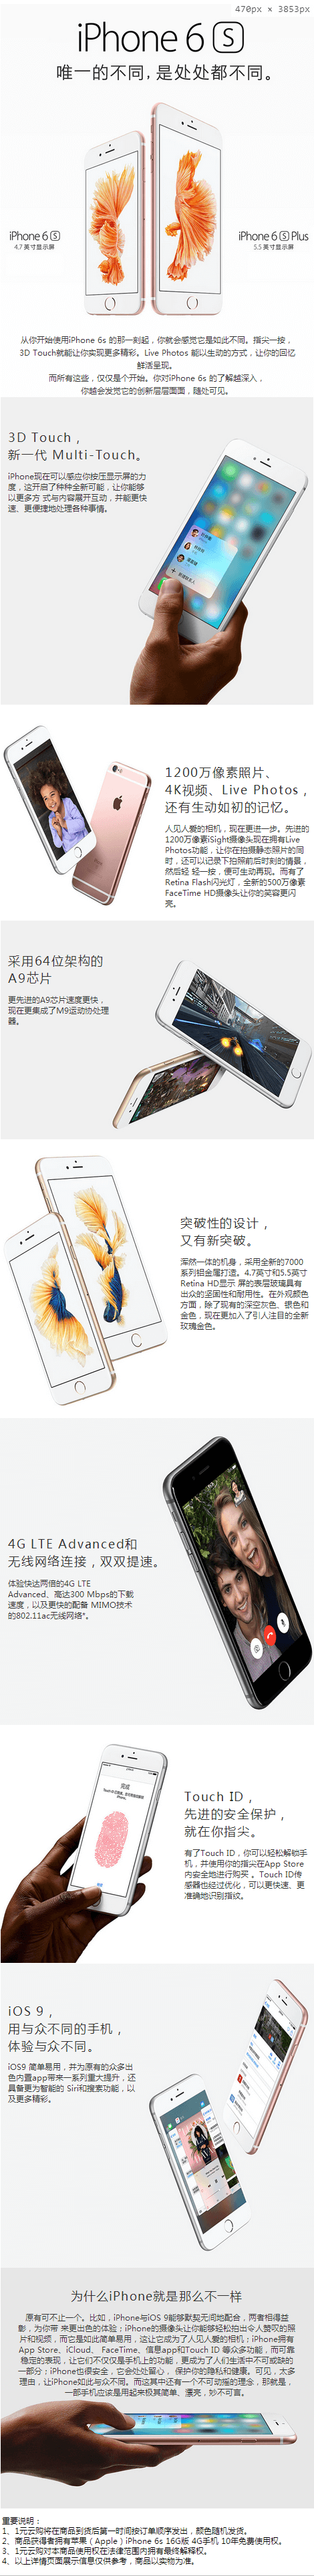 470px × 3853px
iPhone 6 S
唯一的不同，是处处都不同。
iPhone 6 S
4.7 英寸显示屏
iPhone 6 S Plus
5.5 英寸显示屏
从你开始使用iPhone 6s 的那一刻起，你就会感觉它是如此不同。指尖一按，
3D Touch就能让你实现更多精彩。Live Photos 能以生动的方式，让你的回忆
鲜活呈现。
而所有这些，仅仅是个开始。你对iPhone 6s 的了解越深入，
你越会发觉它的创新层层面面，随处可见。
3D Touch，
新一代 Multi-Touch。
iPhone现在可以感应你按压显示屏的力
度，这开启了种种全新可能，让你能够
以更多方 式与内容展开互动，并能更快
速、更便捷地处理各种事情。
1200万像素照片、
4K视频、Live Photos，
还有生动如初的记忆。
人见人爱的相机，现在更进一步。先进的
1200万像素iSight摄像头现在拥有Live
Photos功能，让你在拍摄静态照片的同
时，还可以记录下拍照前后时刻的情景，
然后轻 轻一按，便可生动再现。而有了
Retina Flash闪光灯，全新的500万像素
FaceTime HD摄像头让你的笑容更闪
亮。
采用64位架构的
A9芯片
更先进的A9芯片速度更快，
现在更集成了M9运动协处理
器。
突破性的设计，
又有新突破。
浑然一体的机身，采用全新的7000
系列铝金属打造。4.7英寸和5.5英寸
Retina HD显示 屏的表层玻璃具有
出众的坚固性和耐用性。在外观颜色
方面，除了现有的深空灰色、银色和
金色，现在更加入了引人注目的全新
玫瑰金色。
4G LTE Advanced和
无线网络连接，双双提速。
体验快达两倍的4G LTE
Advanced、高达300 Mbps的下载
速度，以及更快的配备 MIMO技术
的802.11ac无线网络*。
完成
Touch ID，
先进的安全保护，
就在你指尖。
有了Touch ID，你可以轻松解锁手
机，并使用你的指尖在App Store
内安全地进行购买 。Touch ID传
感器也经过优化，可以更快速、更
准确地识别指纹。
iOS 9，
用与众不同的手机，
体验与众不同。
iOS9 简单易用，并为原有的众多出
色内置app带来一系列重大提升，还
具备更为智能的 Siri和搜索功能，以
及更多精彩。
为什么iPhone就是那么不一样
原有可不止一个。比如，iPhone与iOS 9能够默契无间地配合，两者相得益
彰，为你带 来更出色的体验；iPhone的摄像头让你能够轻松拍出令人赞叹的照
片和视频，而它是如此简单易用，这让它成为了人见人爱的相机；iPhone拥有
App Store、iCloud、 FaceTime、信息app和Touch ID 等众多功能，而可靠
稳定的表现，让它们不仅仅是手机上的功能，更成为了人们生活中不可或缺的
一部分；iPhone也很安全，它会处处留心，保护你的隐私和健康。可见，太多
理由，让iPhone如此与众不同。而这其中还有一个不可动摇的理念，那就是，
一部手机应该是用起来极其简单、漂亮，妙不可言。
重要说明：
1、1元云购将在商品到货后第一时间按订单顺序发出，颜色随机发货。
2、商品获得者拥有苹果（Apple）iPhone 6s 16G版 4G手机 10年免费使用权。
3、1元云购对本商品使用权在法律范围内拥有最终解释权。
4、以上详情页面展示信息仅供参考，商品以实物为准。